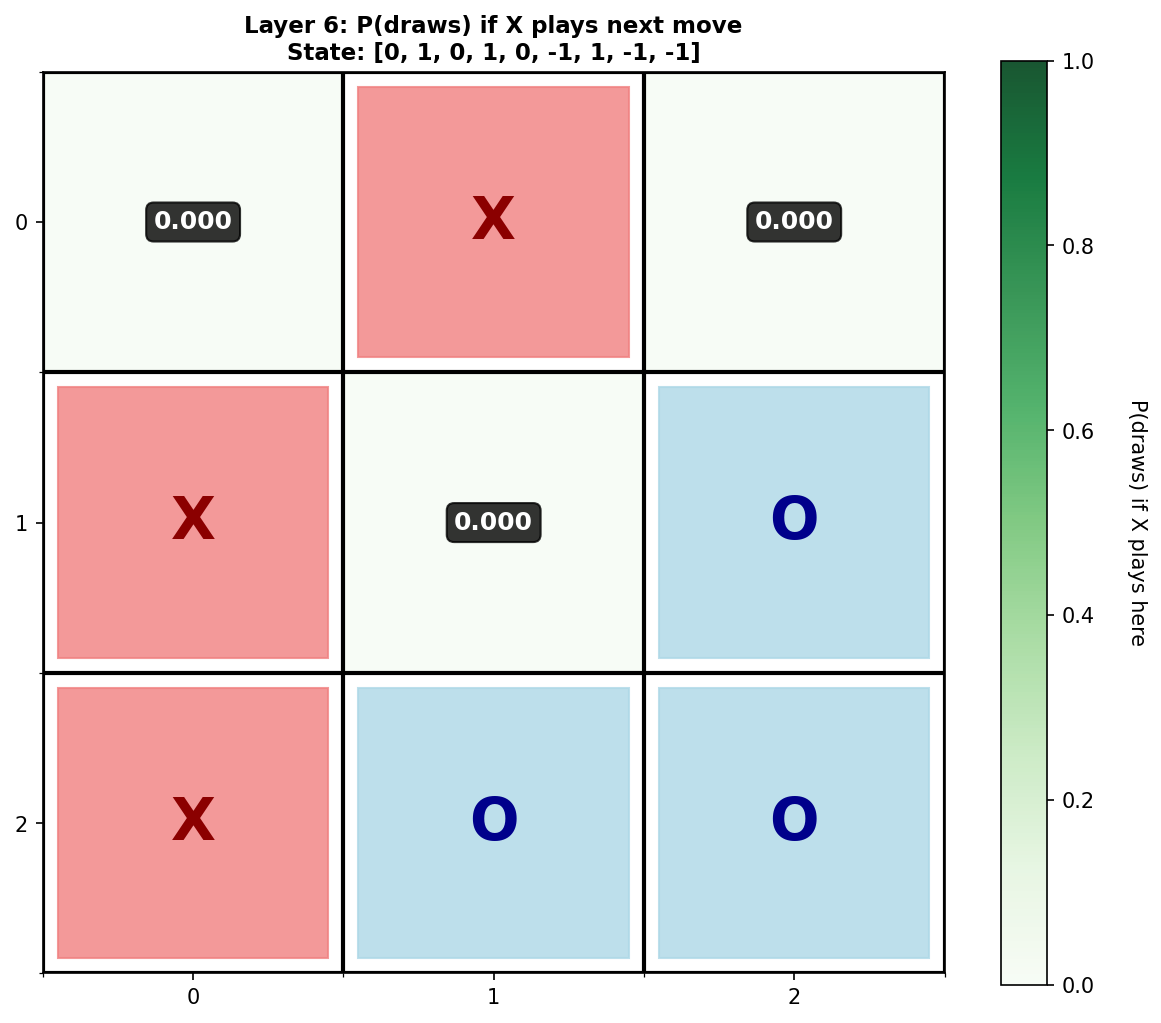 Layer 6: P(draws) if X plays next move
State: [0, 1, 0, 1, 0, -1, 1, -1, -1]
0.000
X
0.000
X
0.000
O
X
O
O
0
1
2
0
1
2
1.0
0.8
0.6
0.4
0.2
0.0
P(draws) if X plays here